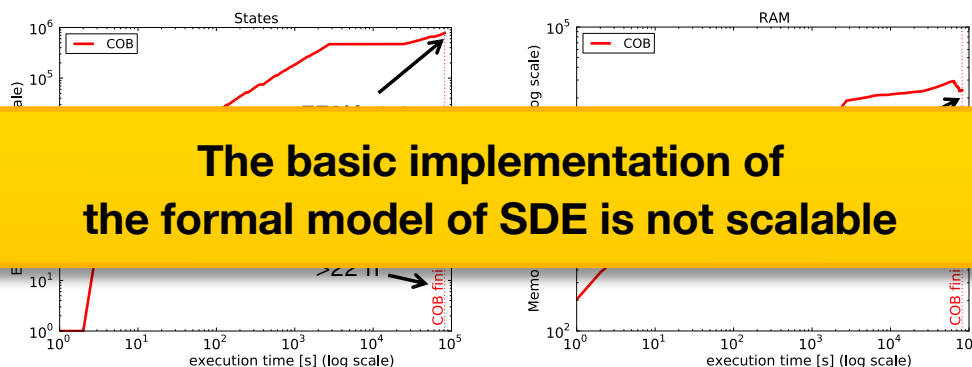 States
RAM
10^6
COB
10^5
10^5
COB
The basic implementation of
the formal model of SDE is not scalable
>22 h
10^1
COB fini
Memo
COB fini
10^0
10^2
10^0 10^1 10^2 10^3 10^4 10^5
10^0 10^1 10^2 10^3 10^4
execution time [s] (log scale)
execution time [s] (log scale)